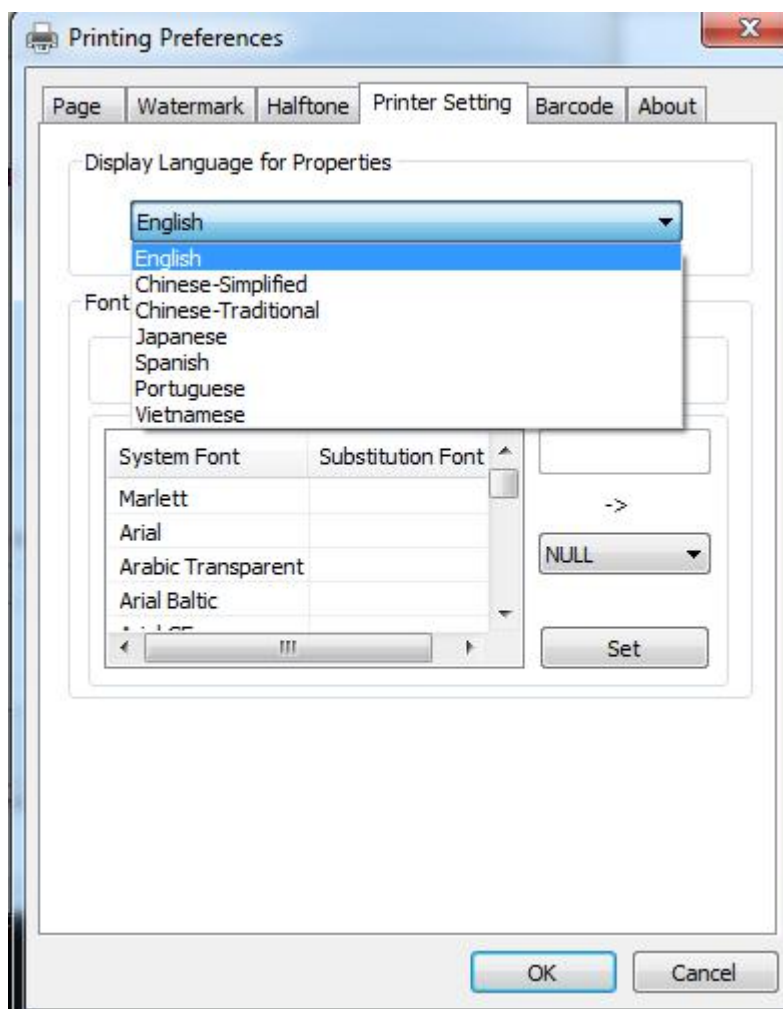 Printing Preferences
Page Watermark Halftone Printer Setting Barcode About
Display Language for Properties
English
English
Chinese-Simplified
Chinese-Traditional
Japanese
Spanish
Portuguese
Vietnamese
Font
System Font Substitution Font
Marlett
->
Arial
NULL
Arabic Transparent
Arial Baltic
Set
OK Cancel